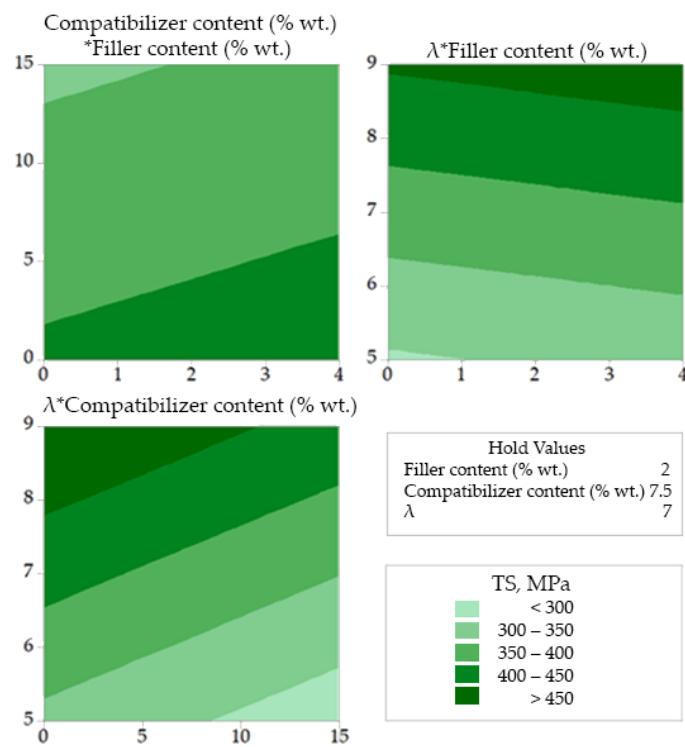 Compatibilizer content (% wt.)
*Filler content (% wt.)
15
10
5
0
0
1
2
3
4
λ*Filler content (% wt.)
9
8
7
6
5
0
1
2
3
4
λ*Compatibilizer content (% wt.)
9
8
7
6
5
0
5
10
15
Hold Values
Filler content (% wt.) 2
Compatibilizer content (% wt.) 7.5
λ 7
TS, MPa
< 300
300 – 350
350 – 400
400 – 450
> 450